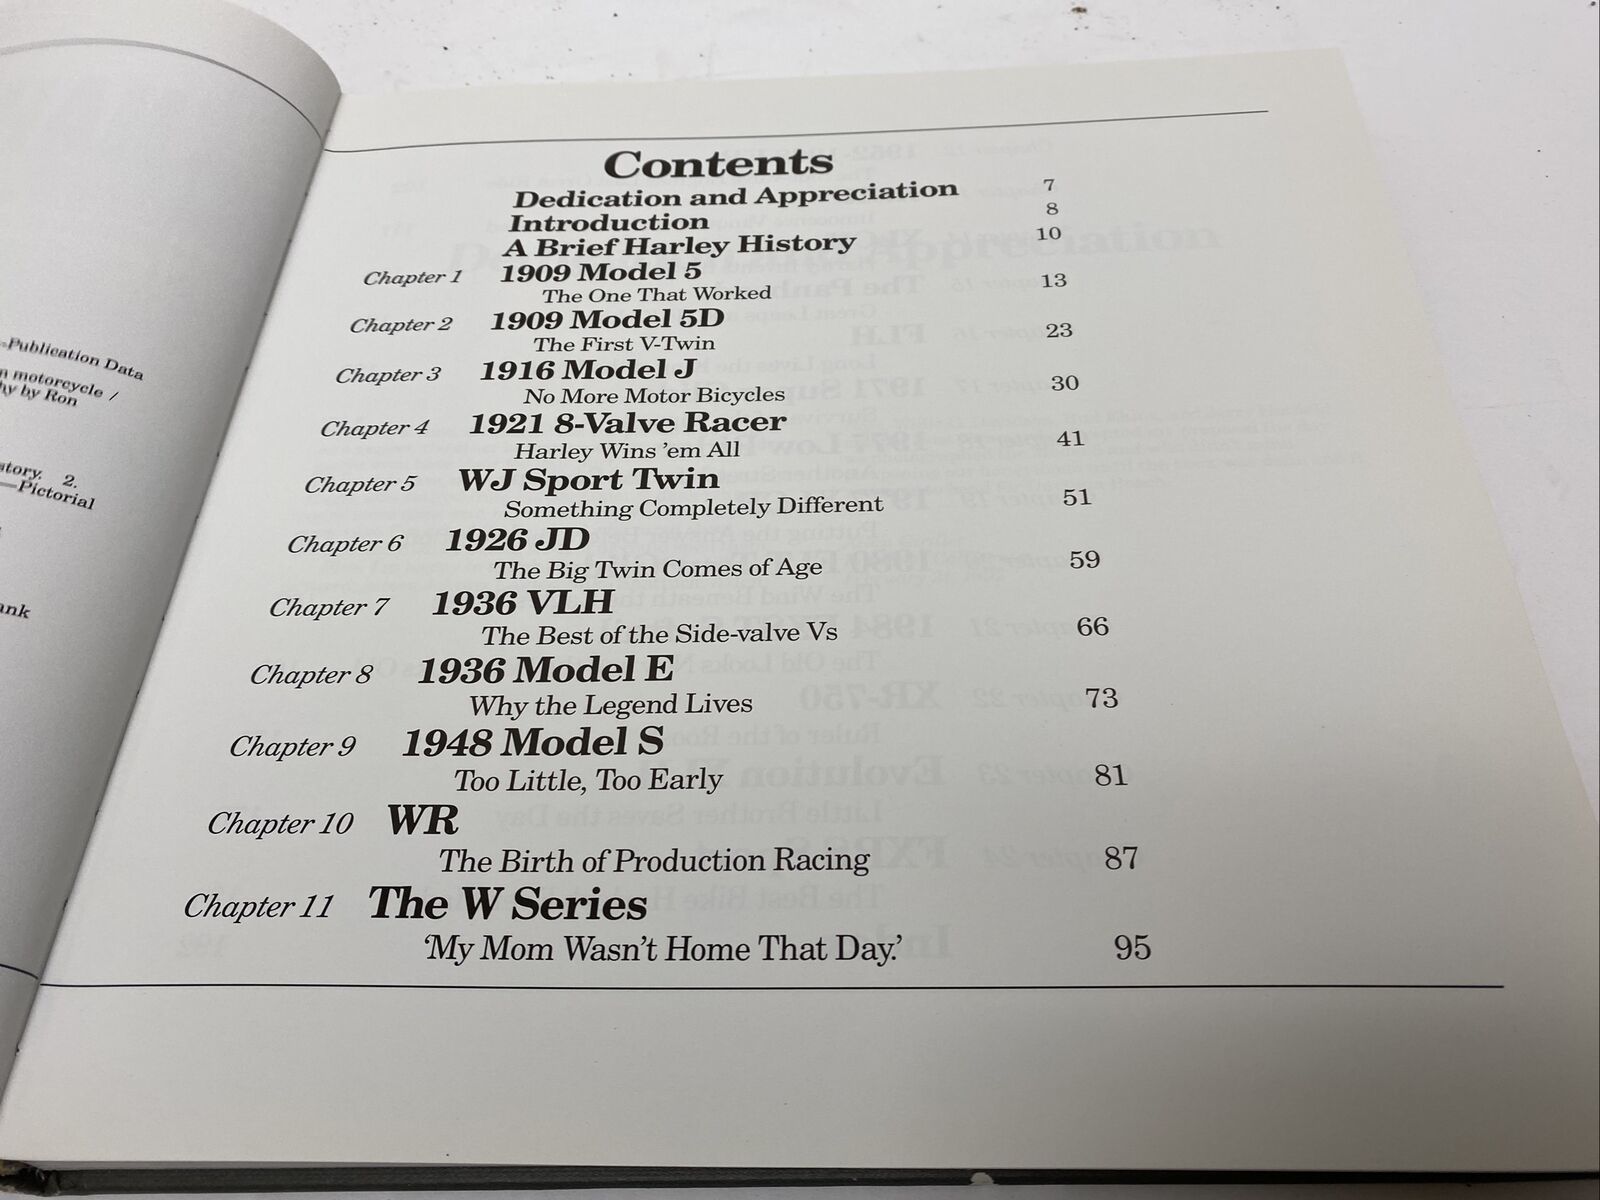 -Publication Data
n motorcycle /
hy by Ron
story. 2.
—Pictorial
ank
Contents
Dedication and Appreciation 7
Introduction 8
A Brief Harley History 10
Chapter 1 1909 Model 5
The One That Worked 13
Chapter 2 1909 Model 5D
The First V-Twin 23
Chapter 3 1916 Model J
No More Motor Bicycles 30
Chapter 4 1921 8-Valve Racer
Harley Wins 'em All 41
Chapter 5 WJ Sport Twin
Something Completely Different 51
Chapter 6 1926 JD
The Big Twin Comes of Age 59
Chapter 7 1936 VLH
The Best of the Side-valve Vs 66
Chapter 8 1936 Model E
Why the Legend Lives 73
Chapter 9 1948 Model S
Too Little, Too Early 81
Chapter 10 WR
The Birth of Production Racing 87
Chapter 11 The W Series
'My Mom Wasn't Home That Day.' 95